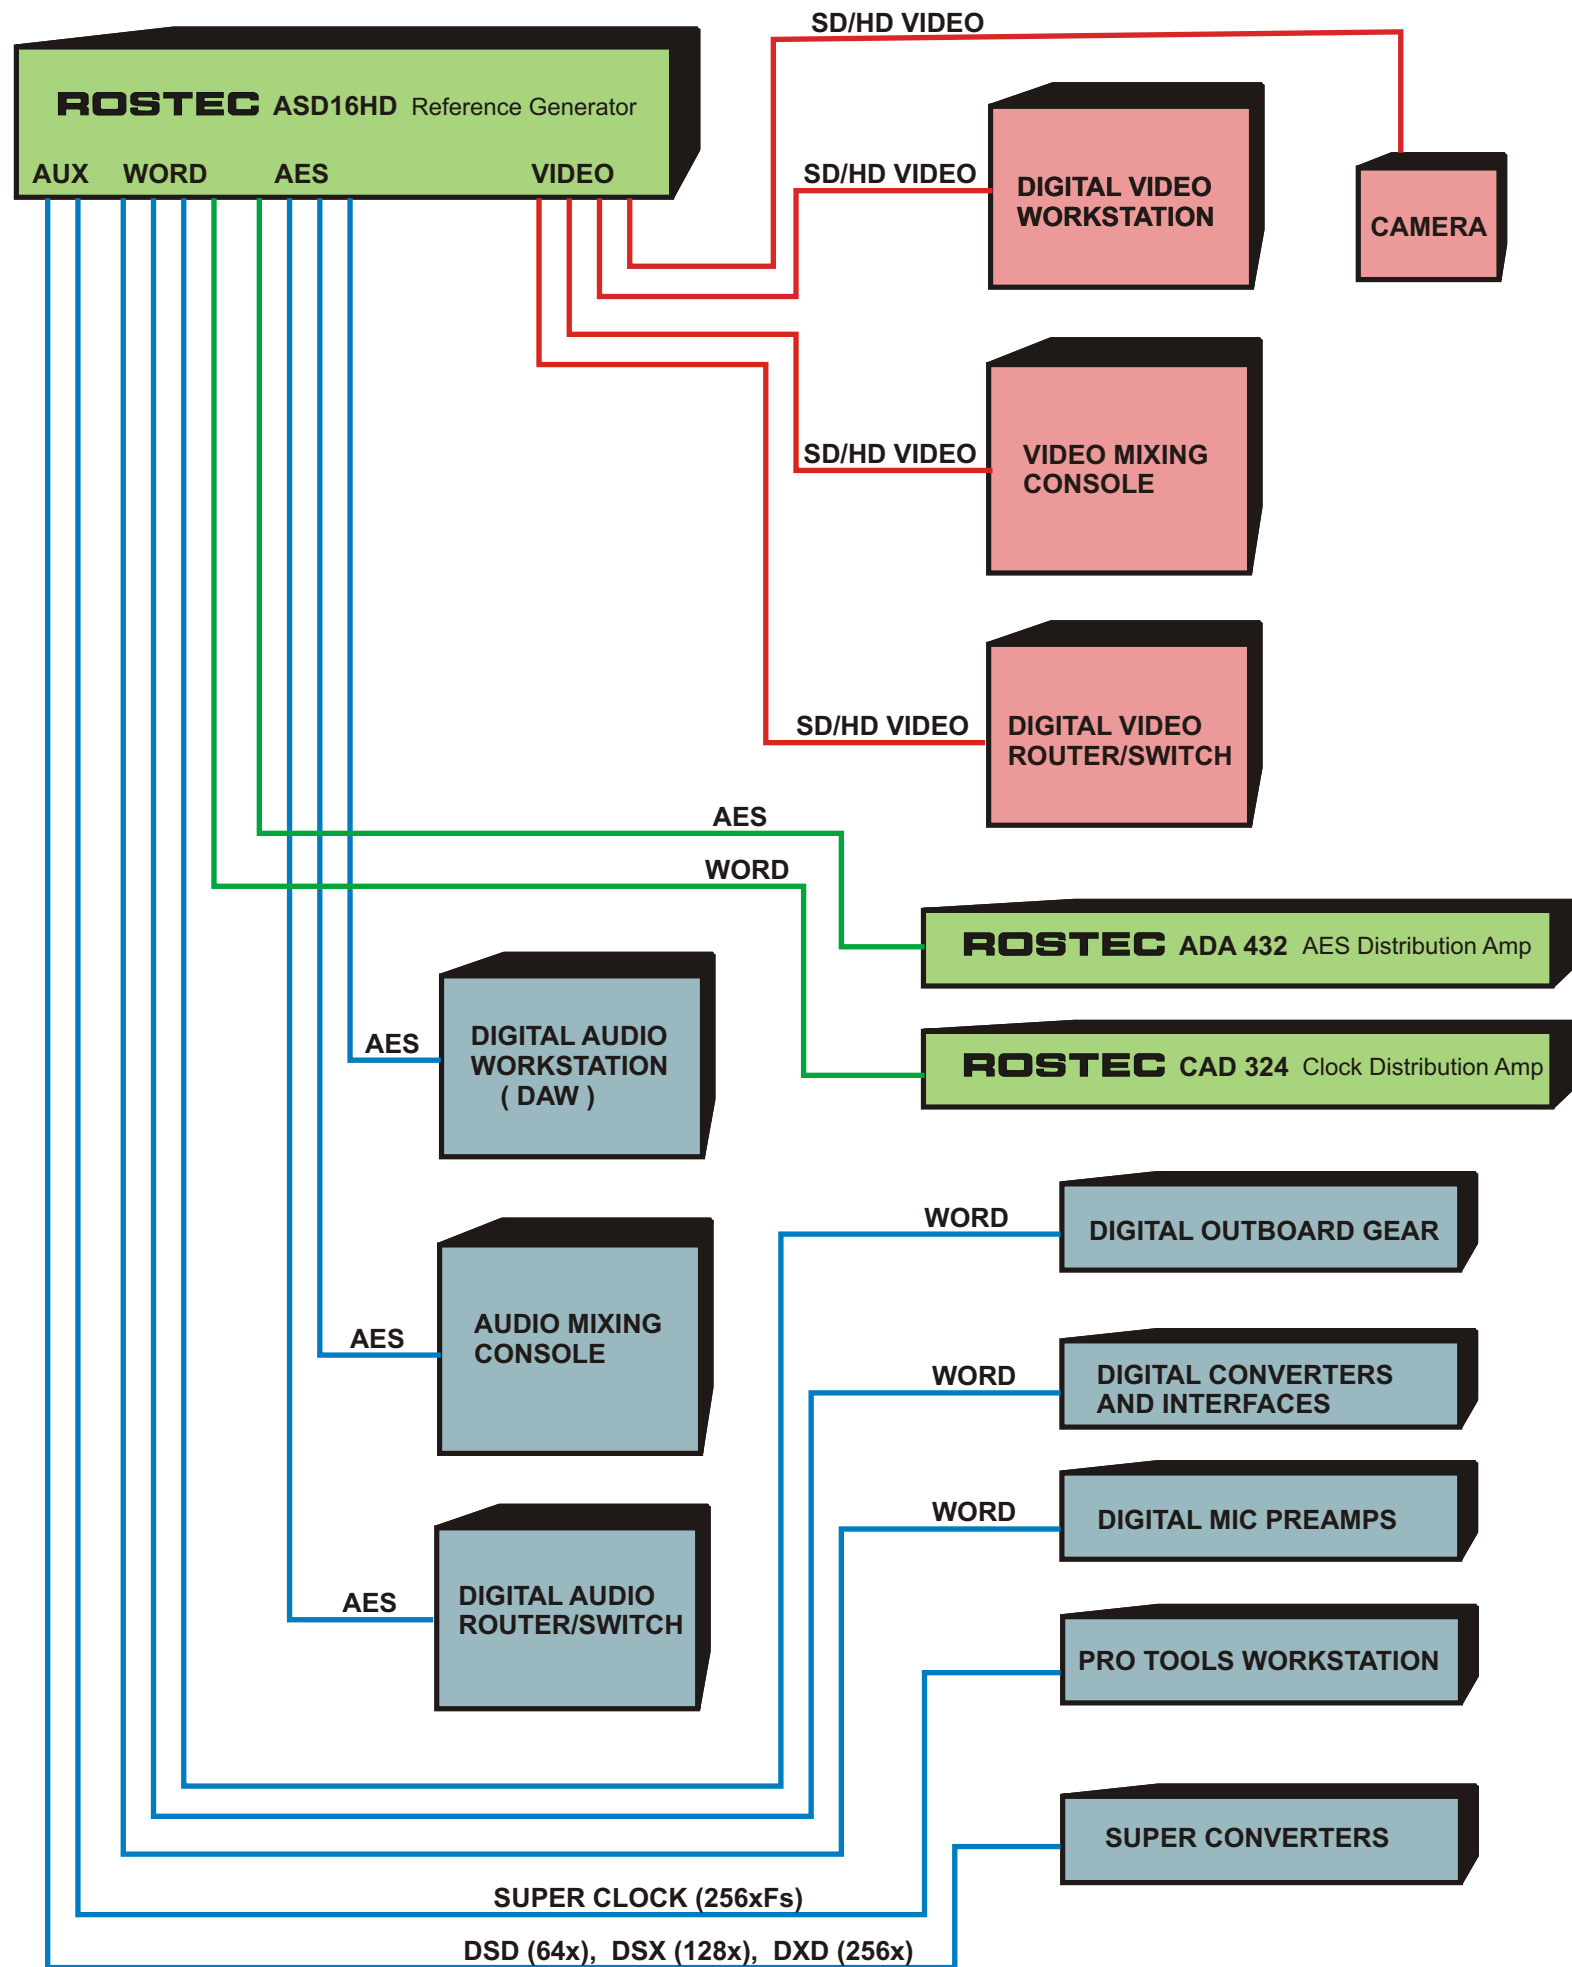 SD/HD VIDEO
ROSTEC ASD16HD Reference Generator
AUX WORD AES VIDEO
SD/HD VIDEO
DIGITAL VIDEO
WORKSTATION
CAMERA
SD/HD VIDEO
VIDEO MIXING
CONSOLE
SD/HD VIDEO
DIGITAL VIDEO
ROUTER/SWITCH
AES
WORD
ROSTEC ADA 432 AES Distribution Amp
ROSTEC CAD 324 Clock Distribution Amp
AES
DIGITAL AUDIO
WORKSTATION
( DAW )
WORD
DIGITAL OUTBOARD GEAR
AES
AUDIO MIXING
CONSOLE
WORD
DIGITAL CONVERTERS
AND INTERFACES
WORD
DIGITAL MIC PREAMPS
AES
DIGITAL AUDIO
ROUTER/SWITCH
PRO TOOLS WORKSTATION
SUPER CONVERTERS
SUPER CLOCK (256xFs)
DSD (64x), DSX (128x), DXD (256x)